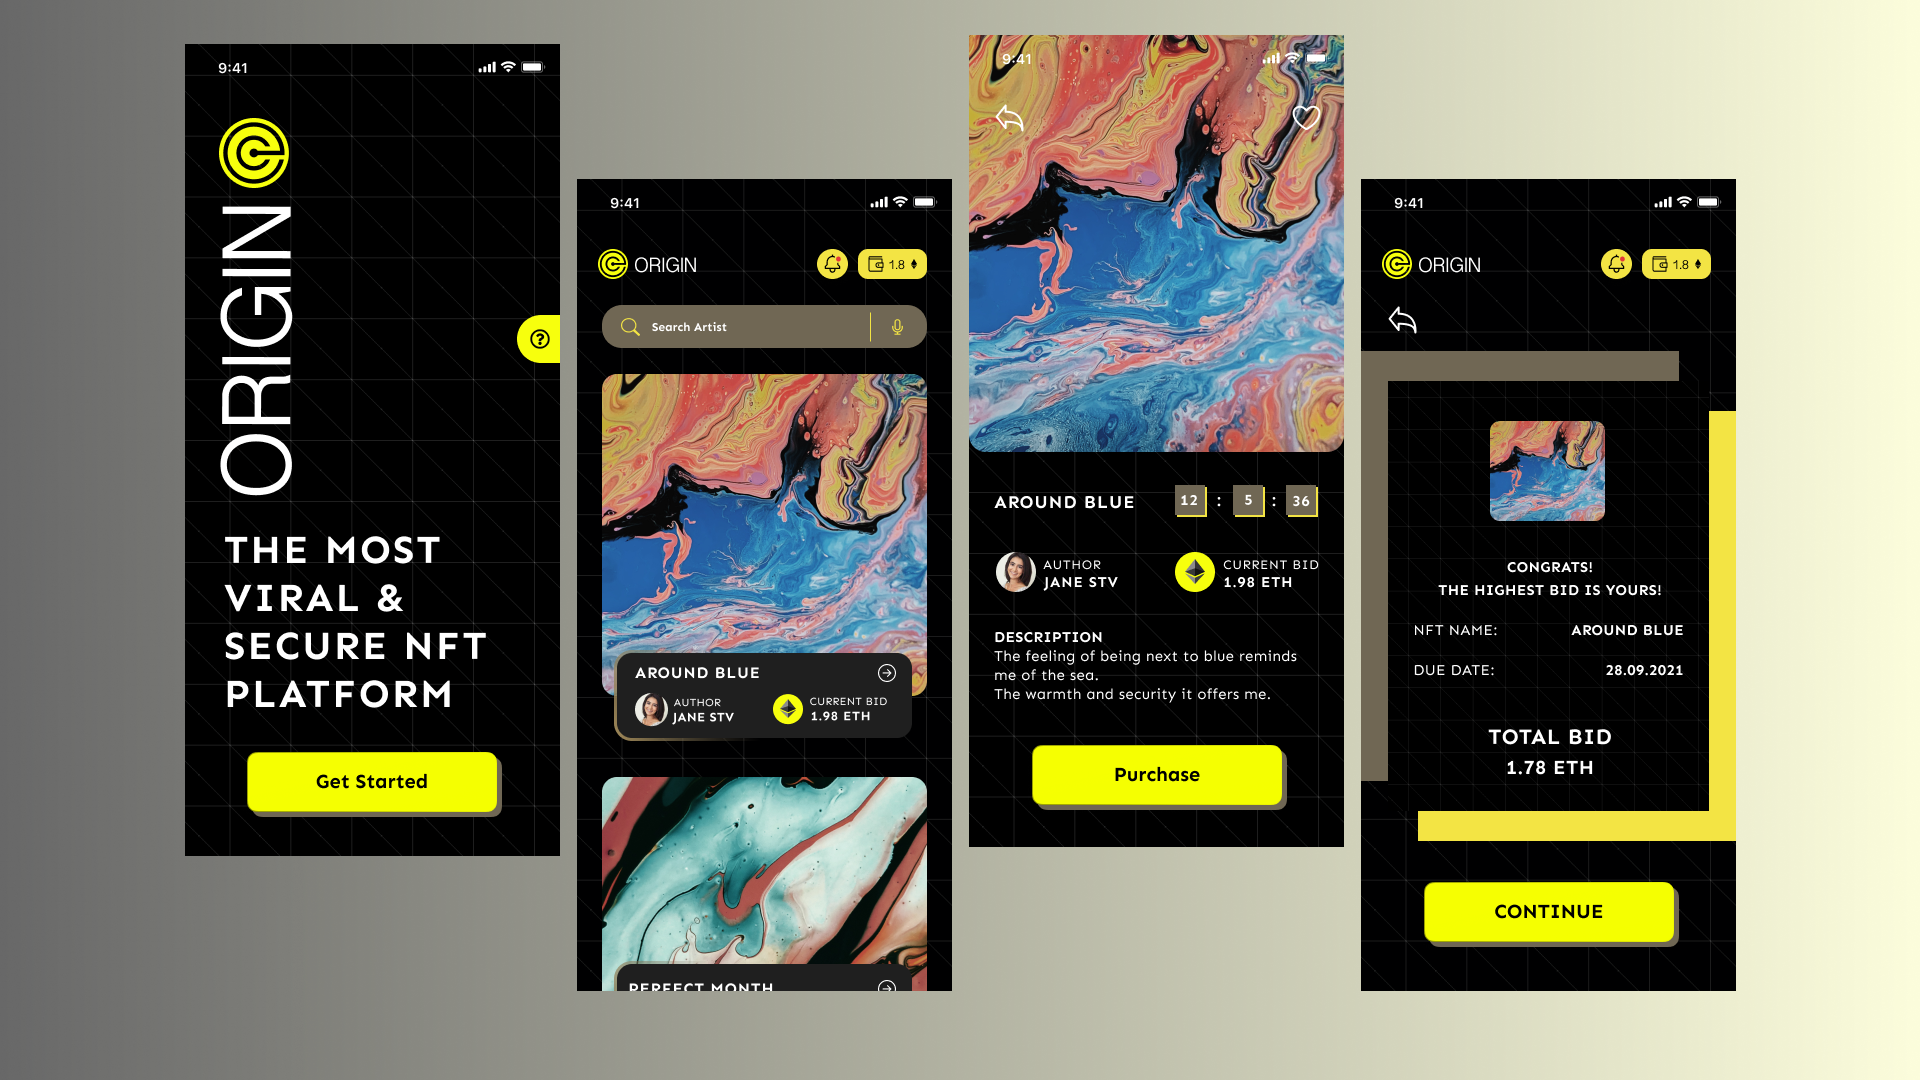 9:41
ORIGIN
THE MOST
VIRAL &
SECURE NFT
PLATFORM
Get Started
9:41
ORIGIN
1.8
Search Artist
AROUND BLUE
AUTHOR
JANE STV
CURRENT BID
1.98 ETH
PERFECT MONTH
9:41
AROUND BLUE
12 : 5 : 36
AUTHOR
JANE STV
CURRENT BID
1.98 ETH
DESCRIPTION
The feeling of being next to blue reminds
me of the sea.
The warmth and security it offers me.
Purchase
9:41
ORIGIN
1.8
CONGRATS!
THE HIGHEST BID IS YOURS!
NFT NAME: AROUND BLUE
DUE DATE: 28.09.2021
TOTAL BID
1.78 ETH
CONTINUE